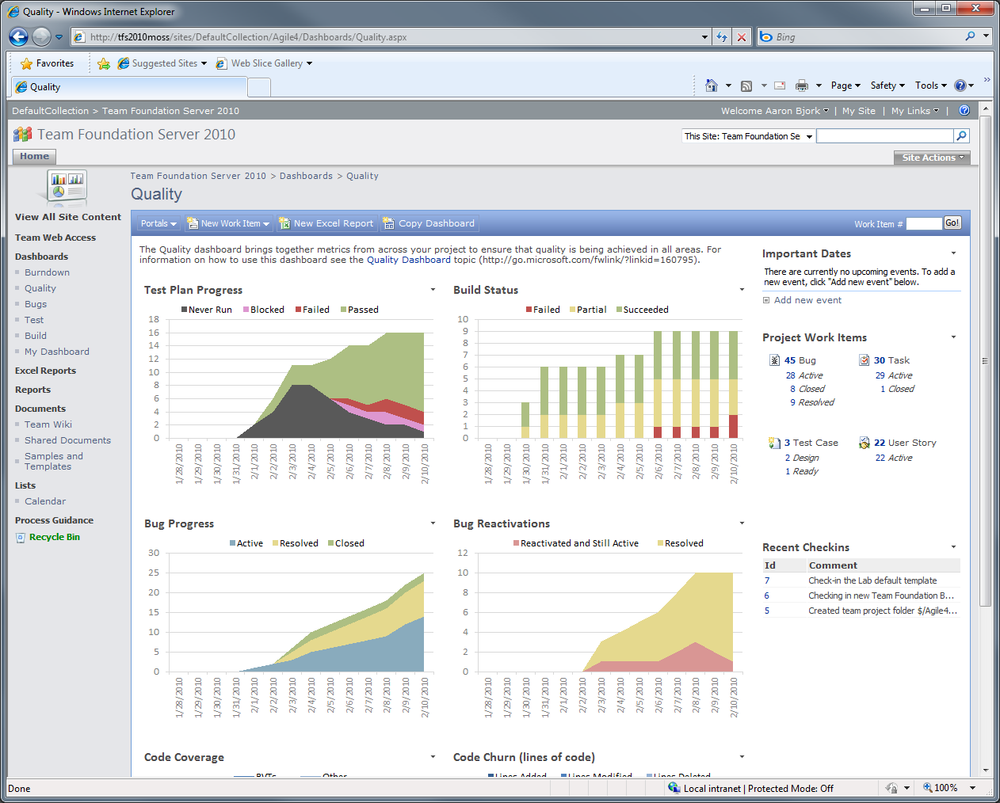 Quality - Windows Internet Explorer
http://tfs2010moss/sites/DefaultCollection/Agile4/Dashboards/Quality.aspx
Bing
Favorites
Suggested Sites
Web Slice Gallery
Quality
Page
Safety
Tools
DefaultCollection > Team Foundation Server 2010
Welcome Aaron Bjork | My Site | My Links |
Team Foundation Server 2010
This Site: Team Foundation Se
Home
Site Actions
Team Foundation Server 2010 > Dashboards > Quality
Quality
View All Site Content
Team Web Access
Dashboards
Burndown
Quality
Bugs
Test
Build
My Dashboard
Excel Reports
Reports
Documents
Team Wiki
Shared Documents
Samples and
Templates
Lists
Calendar
Process Guidance
Recycle Bin
Portals
New Work Item
New Excel Report
Copy Dashboard
Work Item #
Go!
The Quality dashboard brings together metrics from across your project to ensure that quality is being achieved in all areas. For
information on how to use this dashboard see the Quality Dashboard topic (http://go.microsoft.com/fwlink/?linkid=160795).
Test Plan Progress
Never Run Blocked Failed Passed
18
16
14
12
10
8
6
4
2
0
1/28/2010
1/29/2010
1/30/2010
1/31/2010
2/1/2010
2/2/2010
2/3/2010
2/4/2010
2/5/2010
2/6/2010
2/7/2010
2/8/2010
2/9/2010
2/10/2010
Build Status
Failed Partial Succeeded
10
9
8
7
6
5
4
3
2
1
0
1/28/2010
1/29/2010
1/30/2010
1/31/2010
2/1/2010
2/2/2010
2/3/2010
2/4/2010
2/5/2010
2/6/2010
2/7/2010
2/8/2010
2/9/2010
2/10/2010
Bug Progress
Active Resolved Closed
30
25
20
15
10
5
0
1/28/2010
1/29/2010
1/30/2010
1/31/2010
2/1/2010
2/2/2010
2/3/2010
2/4/2010
2/5/2010
2/6/2010
2/7/2010
2/8/2010
2/9/2010
2/10/2010
Bug Reactivations
Reactivated and Still Active Resolved
12
10
8
6
4
2
0
1/28/2010
1/29/2010
1/30/2010
1/31/2010
2/1/2010
2/2/2010
2/3/2010
2/4/2010
2/5/2010
2/6/2010
2/7/2010
2/8/2010
2/9/2010
2/10/2010
Code Coverage
BVTs Other
Code Churn (lines of code)
Lines Added Lines Modified Lines Deleted
Important Dates
There are currently no upcoming events. To add a
new event, click "Add new event" below.
Add new event
Project Work Items
45 Bug
28 Active
8 Closed
9 Resolved
30 Task
29 Active
1 Closed
3 Test Case
2 Design
1 Ready
22 User Story
22 Active
Recent Checkins
Id Comment
7 Check-in the Lab default template
6 Checking in new Team Foundation B...
5 Created team project folder $/Agile4...
Done
Local intranet | Protected Mode: Off
100%